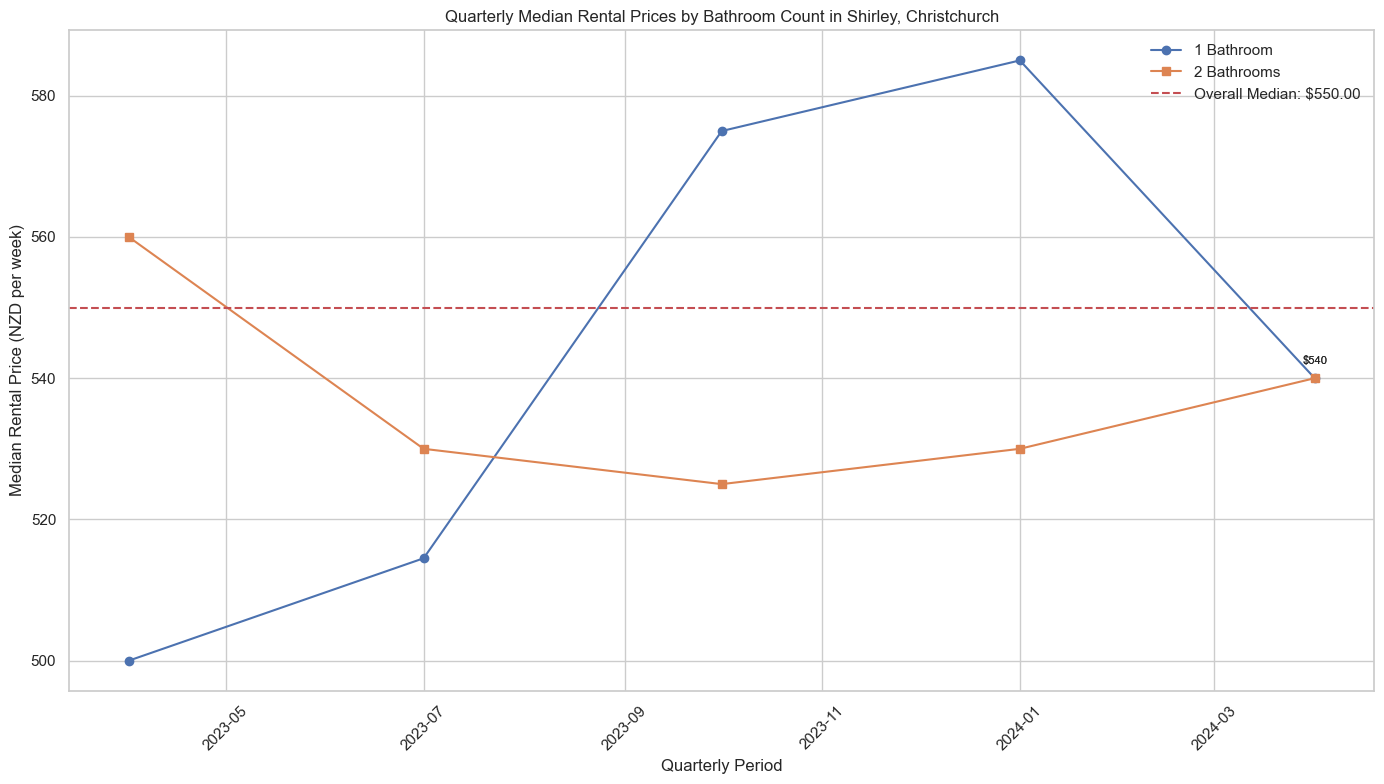 Quarterly Median Rental Prices by Bathroom Count in Shirley, Christchurch
1 Bathroom
2 Bathrooms
Overall Median: $550.00
Median Rental Price (NZD per week)
580
560
540
520
500
$540
2023-05
2023-07
2023-09
2023-11
2024-01
2024-03
Quarterly Period